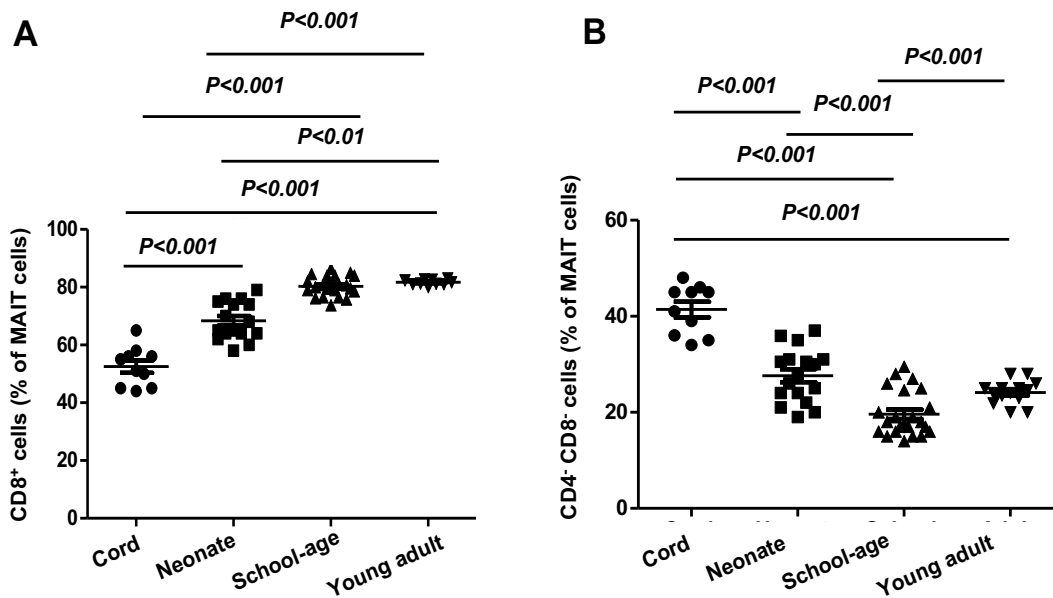 A
P<0.001
P<0.001
P<0.01
P<0.001
P<0.001
CD8⁺ cells (% of MAIT cells)
100
80
60
40
20
0
Cord
Neonate
School-age
Young adult
B
P<0.001
P<0.001
P<0.001
P<0.001
P<0.001
CD4⁻ CD8⁻ cells (% of MAIT cells)
60
40
20
0
Cord
Neonate
School-age
Young adult